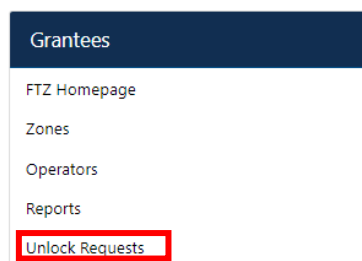 Grantees
FTZ Homepage
Zones
Operators
Reports
Unlock Requests